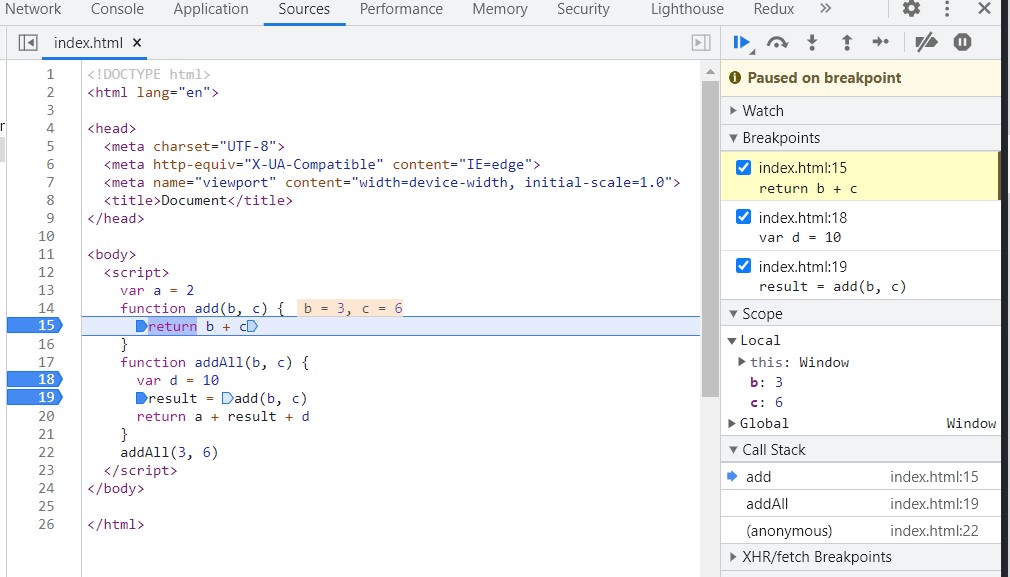 Network Console Application Sources Performance Memory Security Lighthouse Redux »
index.html ×
1 <!DOCTYPE html>
2 <html lang="en">
3
4 <head>
5 <meta charset="UTF-8">
6 <meta http-equiv="X-UA-Compatible" content="IE=edge">
7 <meta name="viewport" content="width=device-width, initial-scale=1.0">
8 <title>Document</title>
9 </head>
10
11 <body>
12 <script>
13 var a = 2
14 function add(b, c) { b = 3, c = 6
15 return b + c
16 }
17 function addAll(b, c) {
18 var d = 10
19 result = add(b, c)
20 return a + result + d
21 }
22 addAll(3, 6)
23 </script>
24 </body>
25
26 </html>
Paused on breakpoint
Watch
Breakpoints
index.html:15
return b + c
index.html:18
var d = 10
index.html:19
result = add(b, c)
Scope
Local
this: Window
b: 3
c: 6
Global Window
Call Stack
add index.html:15
addAll index.html:19
(anonymous) index.html:22
XHR/fetch Breakpoints